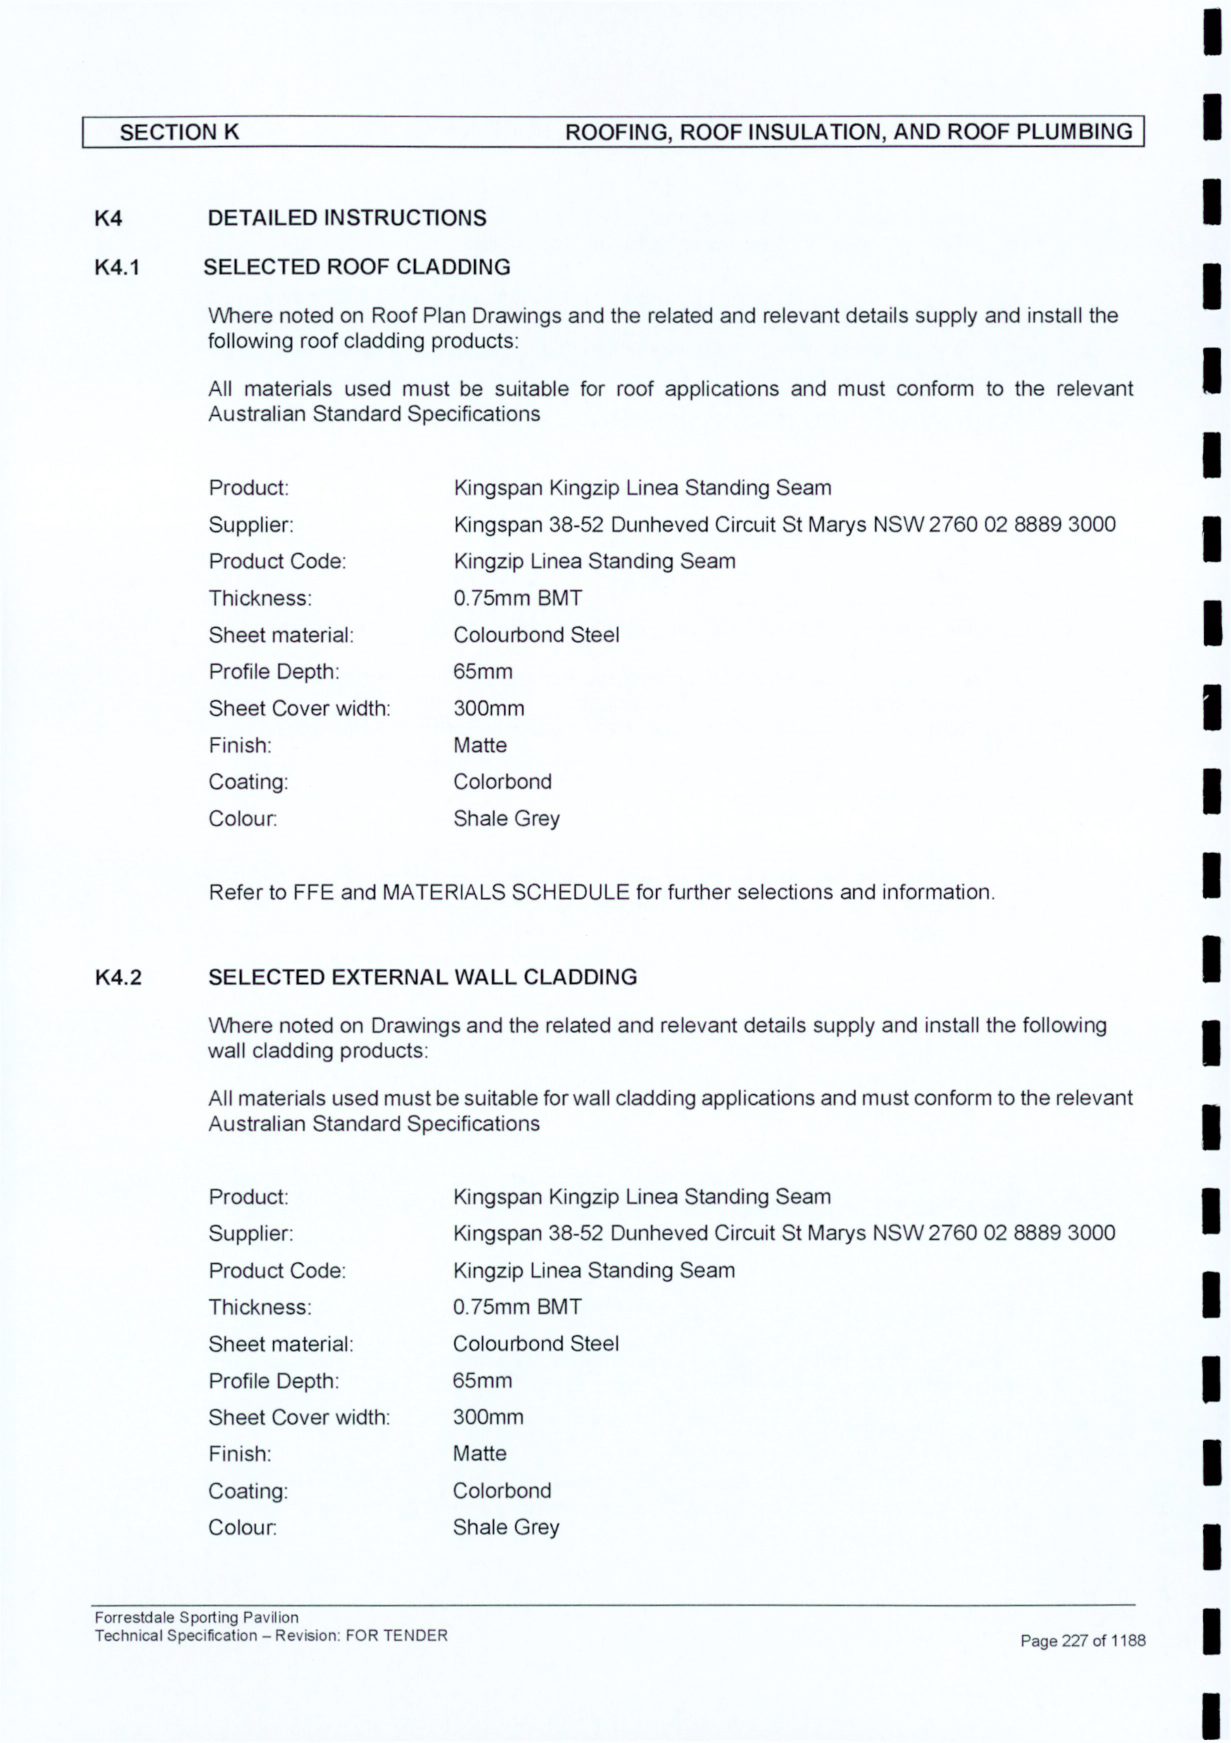 SECTION K ROOFING, ROOF INSULATION, AND ROOF PLUMBING
K4 DETAILED INSTRUCTIONS
K4.1 SELECTED ROOF CLADDING
Where noted on Roof Plan Drawings and the related and relevant details supply and install the
following roof cladding products:
All materials used must be suitable for roof applications and must conform to the relevant
Australian Standard Specifications
Product: Kingspan Kingzip Linea Standing Seam
Supplier: Kingspan 38-52 Dunheved Circuit St Marys NSW 2760 02 8889 3000
Product Code: Kingzip Linea Standing Seam
Thickness: 0.75mm BMT
Sheet material: Colourbond Steel
Profile Depth: 65mm
Sheet Cover width: 300mm
Finish: Matte
Coating: Colorbond
Colour: Shale Grey
Refer to FFE and MATERIALS SCHEDULE for further selections and information.
K4.2 SELECTED EXTERNAL WALL CLADDING
Where noted on Drawings and the related and relevant details supply and install the following
wall cladding products:
All materials used must be suitable for wall cladding applications and must conform to the relevant
Australian Standard Specifications
Product: Kingspan Kingzip Linea Standing Seam
Supplier: Kingspan 38-52 Dunheved Circuit St Marys NSW 2760 02 8889 3000
Product Code: Kingzip Linea Standing Seam
Thickness: 0.75mm BMT
Sheet material: Colourbond Steel
Profile Depth: 65mm
Sheet Cover width: 300mm
Finish: Matte
Coating: Colorbond
Colour: Shale Grey
Forrestdale Sporting Pavilion
Technical Specification – Revision: FOR TENDER
Page 227 of 1188